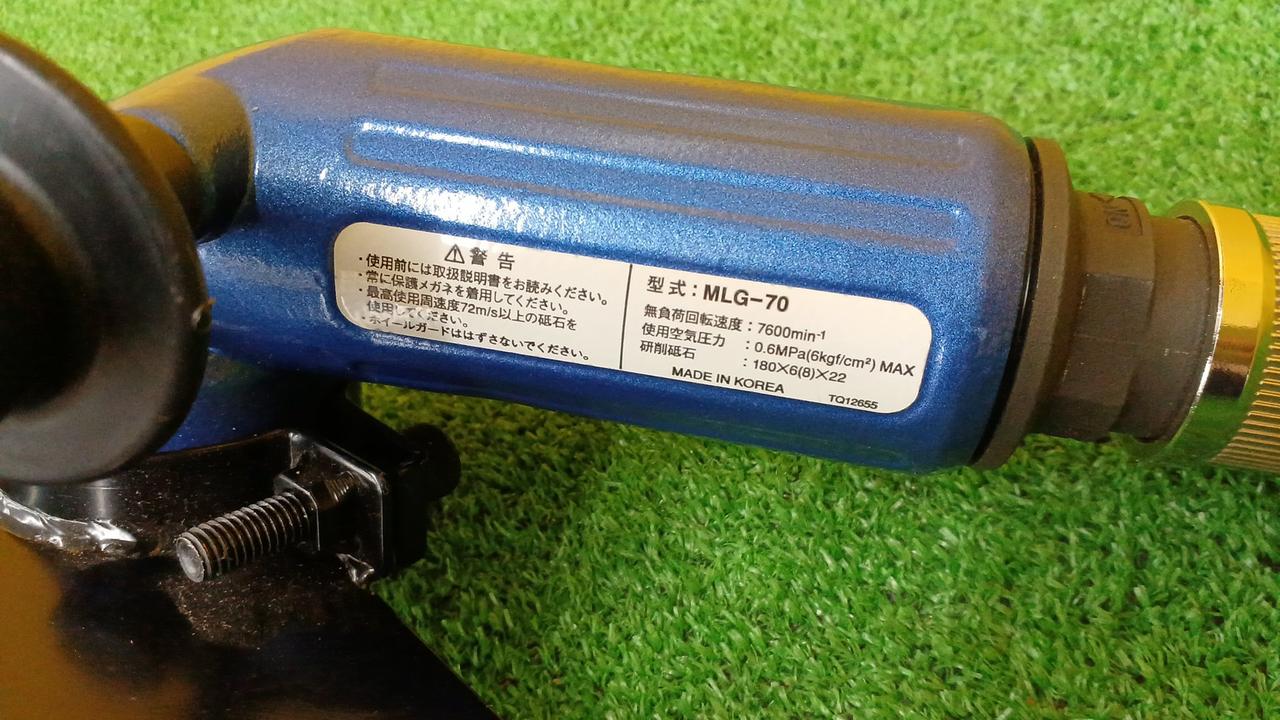 ⚠警告
・使用前には取扱説明書をお読みください。
・常に保護メガネを着用してください。
・最高使用周速度72m/s以上の砥石を
使用してください。
・ホイールガードははずさないでください。
型式：MLG-70
無負荷回転速度：7600min⁻¹
使用空気圧力：0.6MPa(6kgf/cm²) MAX
研削砥石：180×6(8)×22
MADE IN KOREA
TQ12655